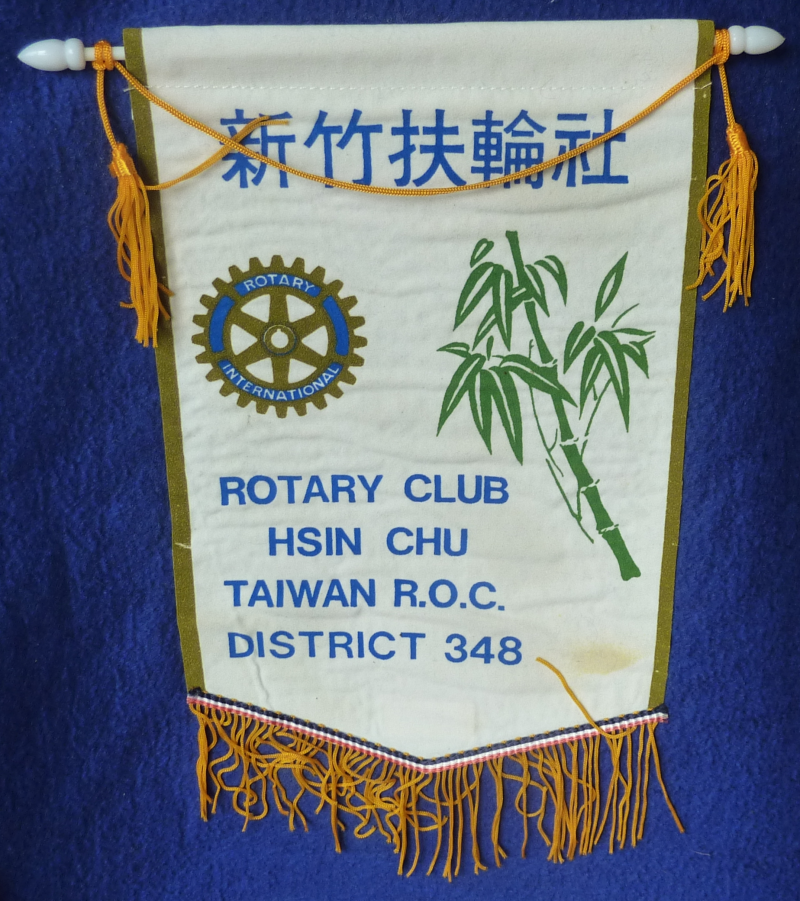 新竹扶輪社
ROTARY
INTERNATIONAL
ROTARY CLUB
HSIN CHU
TAIWAN R.O.C.
DISTRICT 348